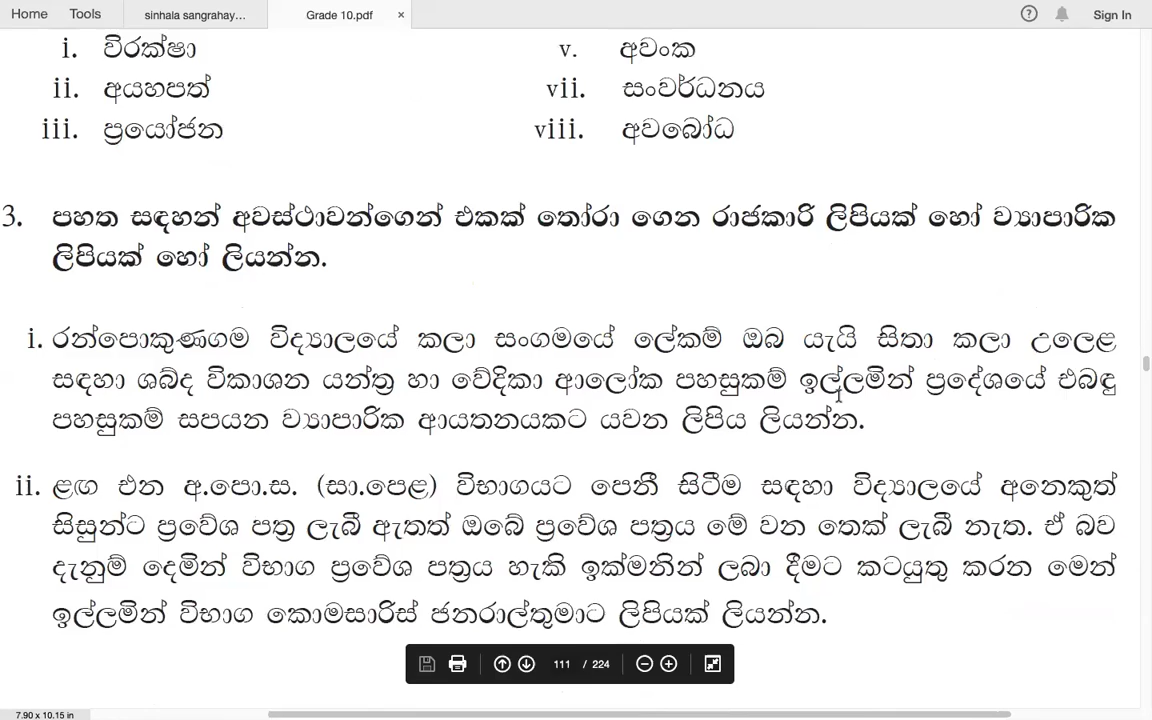 Home Tools sinhala sangrahay... Grade 10.pdf × ? Sign In
i. විරක්ෂා v. අවංක
ii. අයහපත් vii. සංවර්ධනය
iii. ප්‍රයෝජන viii. අවබෝධ
3. පහත සඳහන් අවස්ථාවන්ගෙන් එකක් තෝරා ගෙන රාජකාරි ලිපියක් හෝ ව්‍යාපාරික
ලිපියක් හෝ ලියන්න.
i. රන්පොකුණගම විද්‍යාලයේ කලා සංගමයේ ලේකම් ඔබ යැයි සිතා කලා උලෙළ
සඳහා ශබ්ද විකාශන යන්ත්‍ර හා වේදිකා ආලෝක පහසුකම් ඉල්ලමින් ප්‍රදේශයේ එබඳු
පහසුකම් සපයන ව්‍යාපාරික ආයතනයකට යවන ලිපිය ලියන්න.
ii. ළඟ එන අ.පො.ස. (සා.පෙළ) විභාගයට පෙනී සිටීම සඳහා විද්‍යාලයේ අනෙකුත්
සිසුන්ට ප්‍රවේශ පත්‍ර ලැබී ඇතත් ඔබේ ප්‍රවේශ පත්‍රය මේ වන තෙක් ලැබී නැත. ඒ බව
දැනුම් දෙමින් විභාග ප්‍රවේශ පත්‍රය හැකි ඉක්මනින් ලබා දීමට කටයුතු කරන මෙන්
ඉල්ලමින් විභාග කොමසාරිස් ජනරාල්තුමාට ලිපියක් ලියන්න.
111 / 224
7.90 x 10.15 in